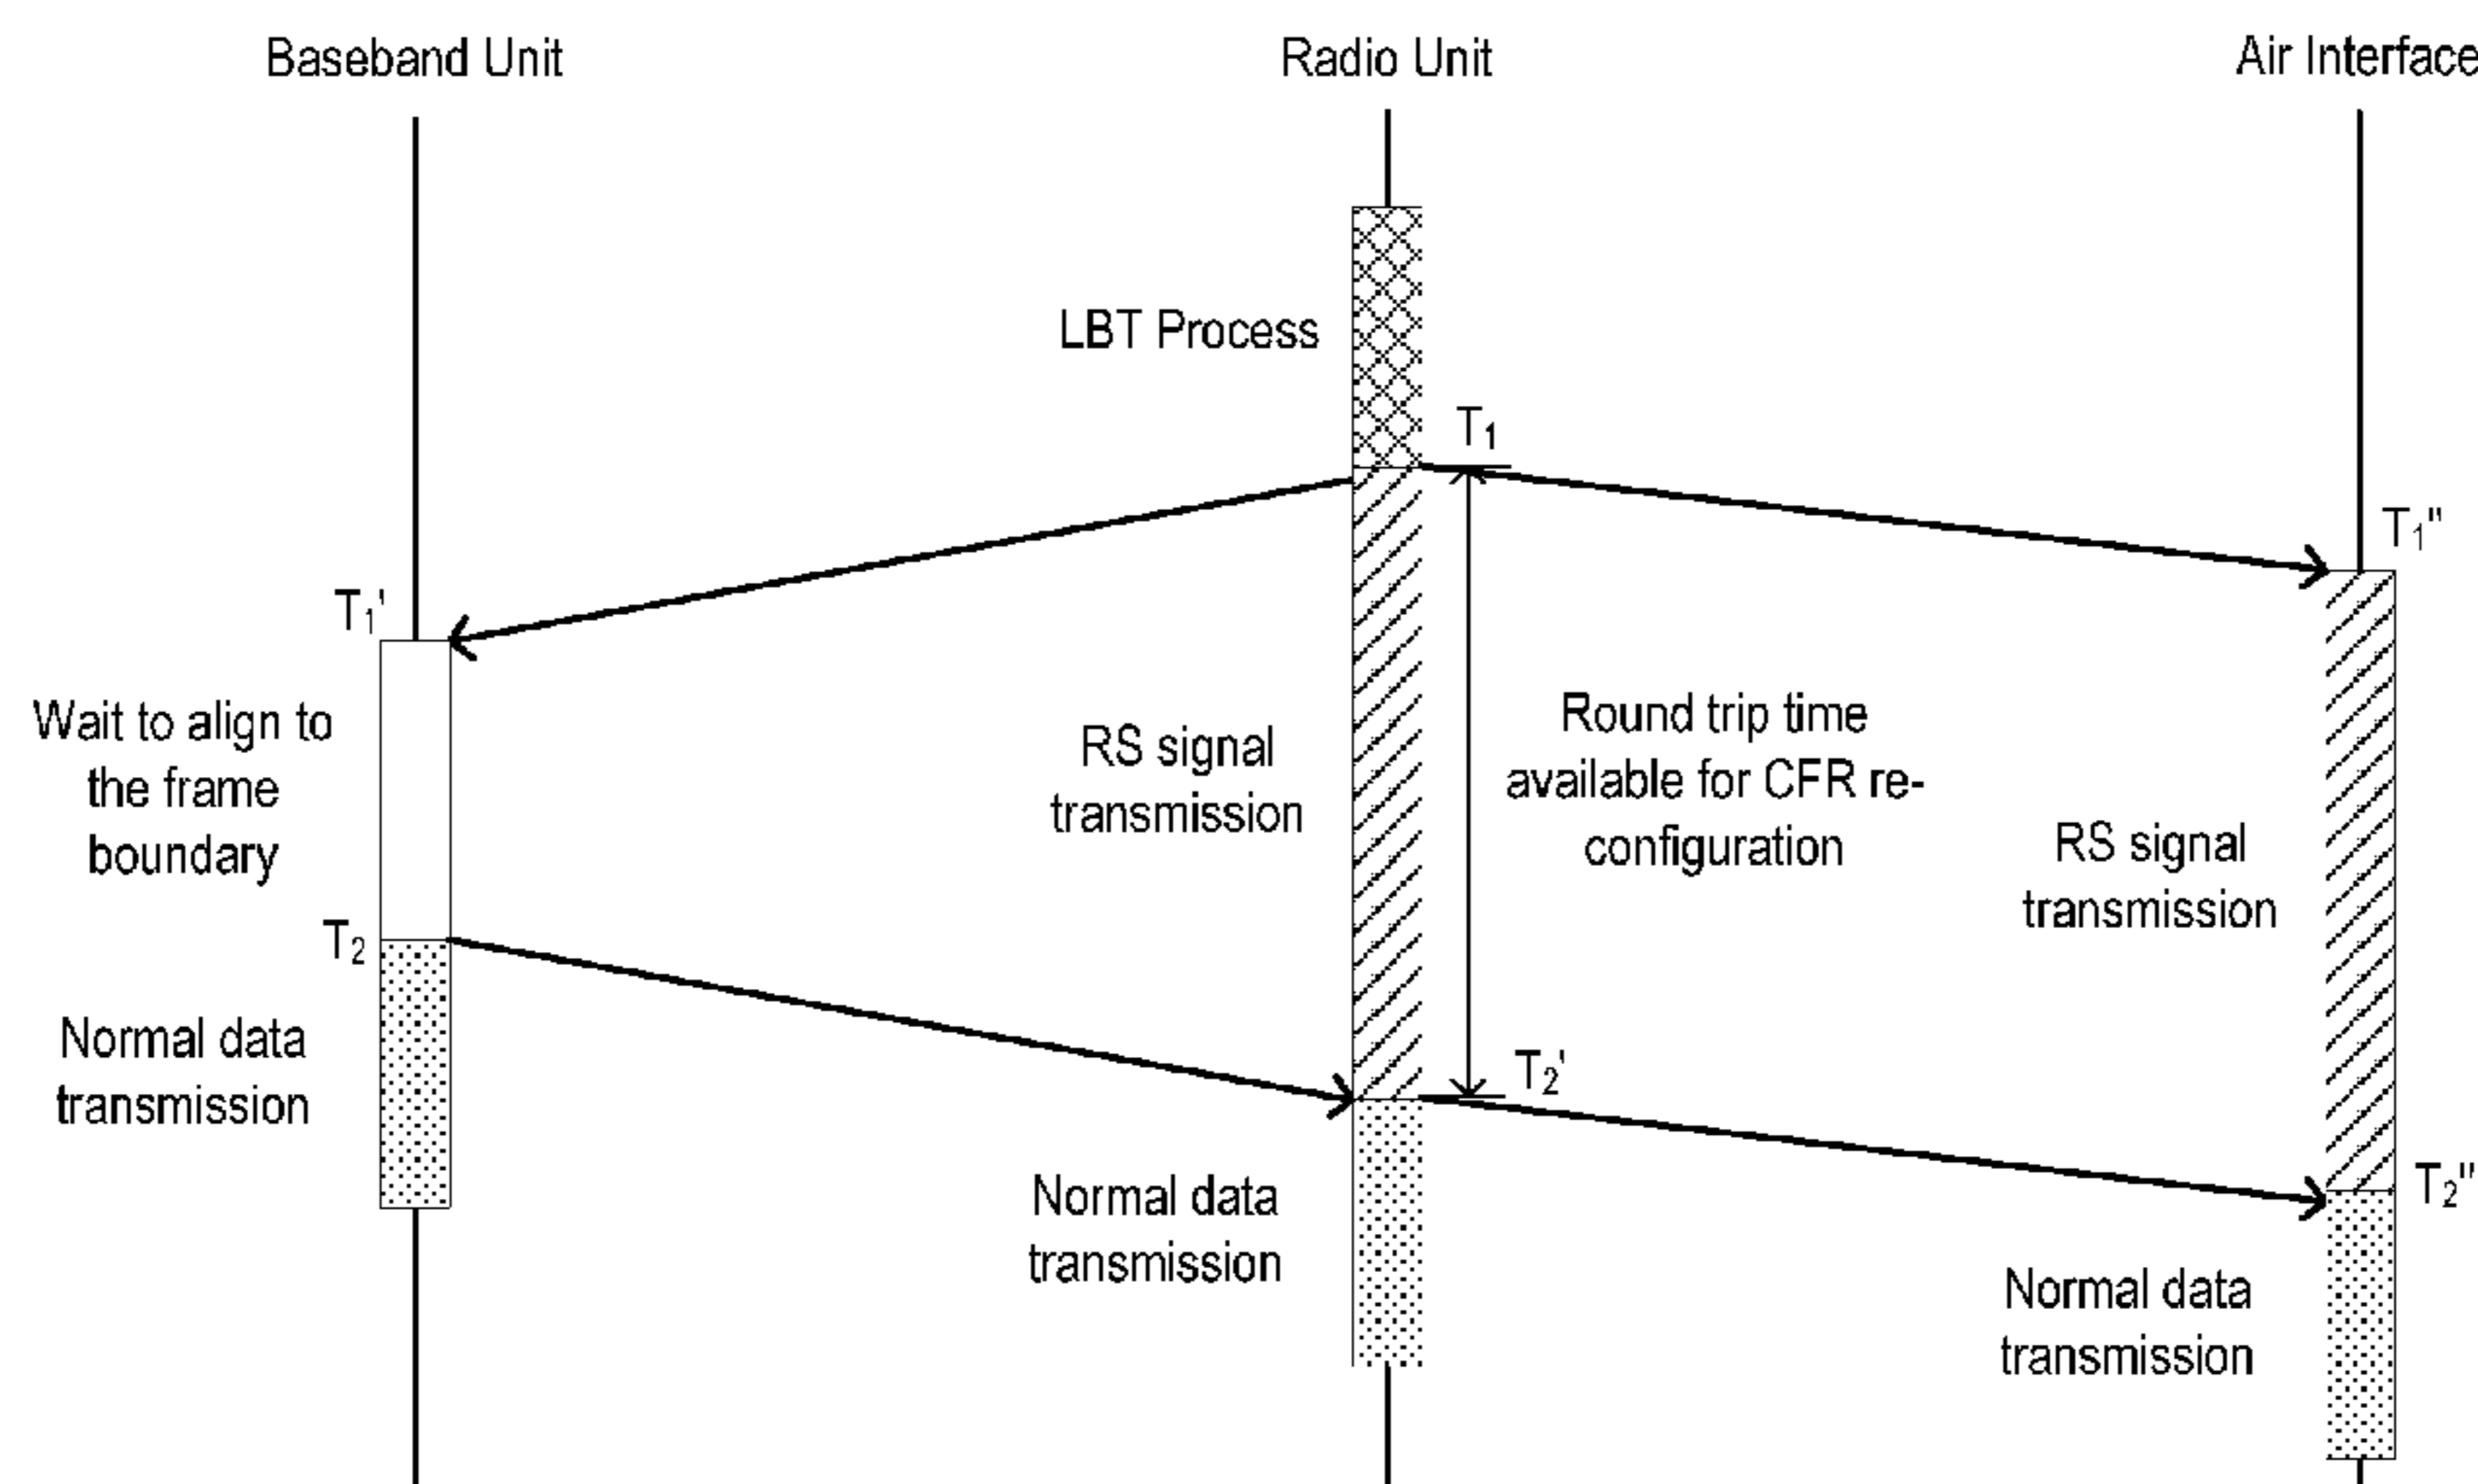 Baseband Unit
Radio Unit
Air Interface
LBT Process
T1
T1"
T1'
Wait to align to
the frame
boundary
RS signal
transmission
Round trip time
available for CFR re-
configuration
RS signal
transmission
T2
Normal data
transmission
T2'
Normal data
transmission
T2"
Normal data
transmission